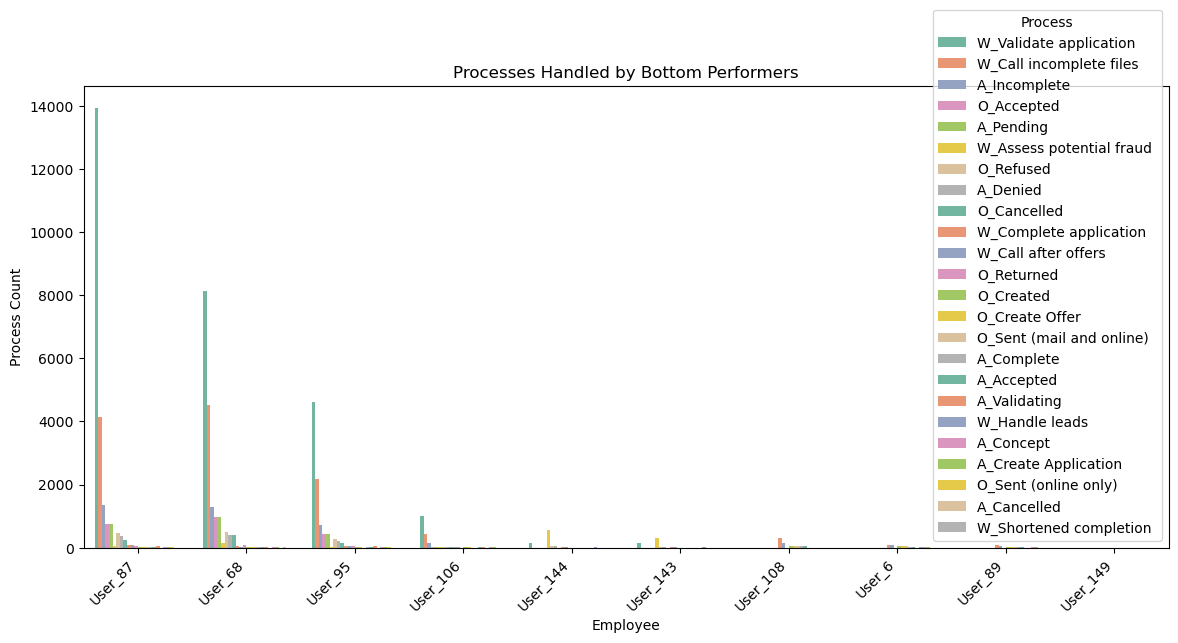 Processes Handled by Bottom Performers
Process
W_Validate application
W_Call incomplete files
A_Incomplete
O_Accepted
A_Pending
W_Assess potential fraud
O_Refused
A_Denied
O_Cancelled
W_Complete application
W_Call after offers
O_Returned
O_Created
O_Create Offer
O_Sent (mail and online)
A_Complete
A_Accepted
A_Validating
W_Handle leads
A_Concept
A_Create Application
O_Sent (online only)
A_Cancelled
W_Shortened completion
Process Count
14000
12000
10000
8000
6000
4000
2000
0
User_87
User_68
User_95
User_106
User_144
User_143
User_108
User_6
User_89
User_149
Employee